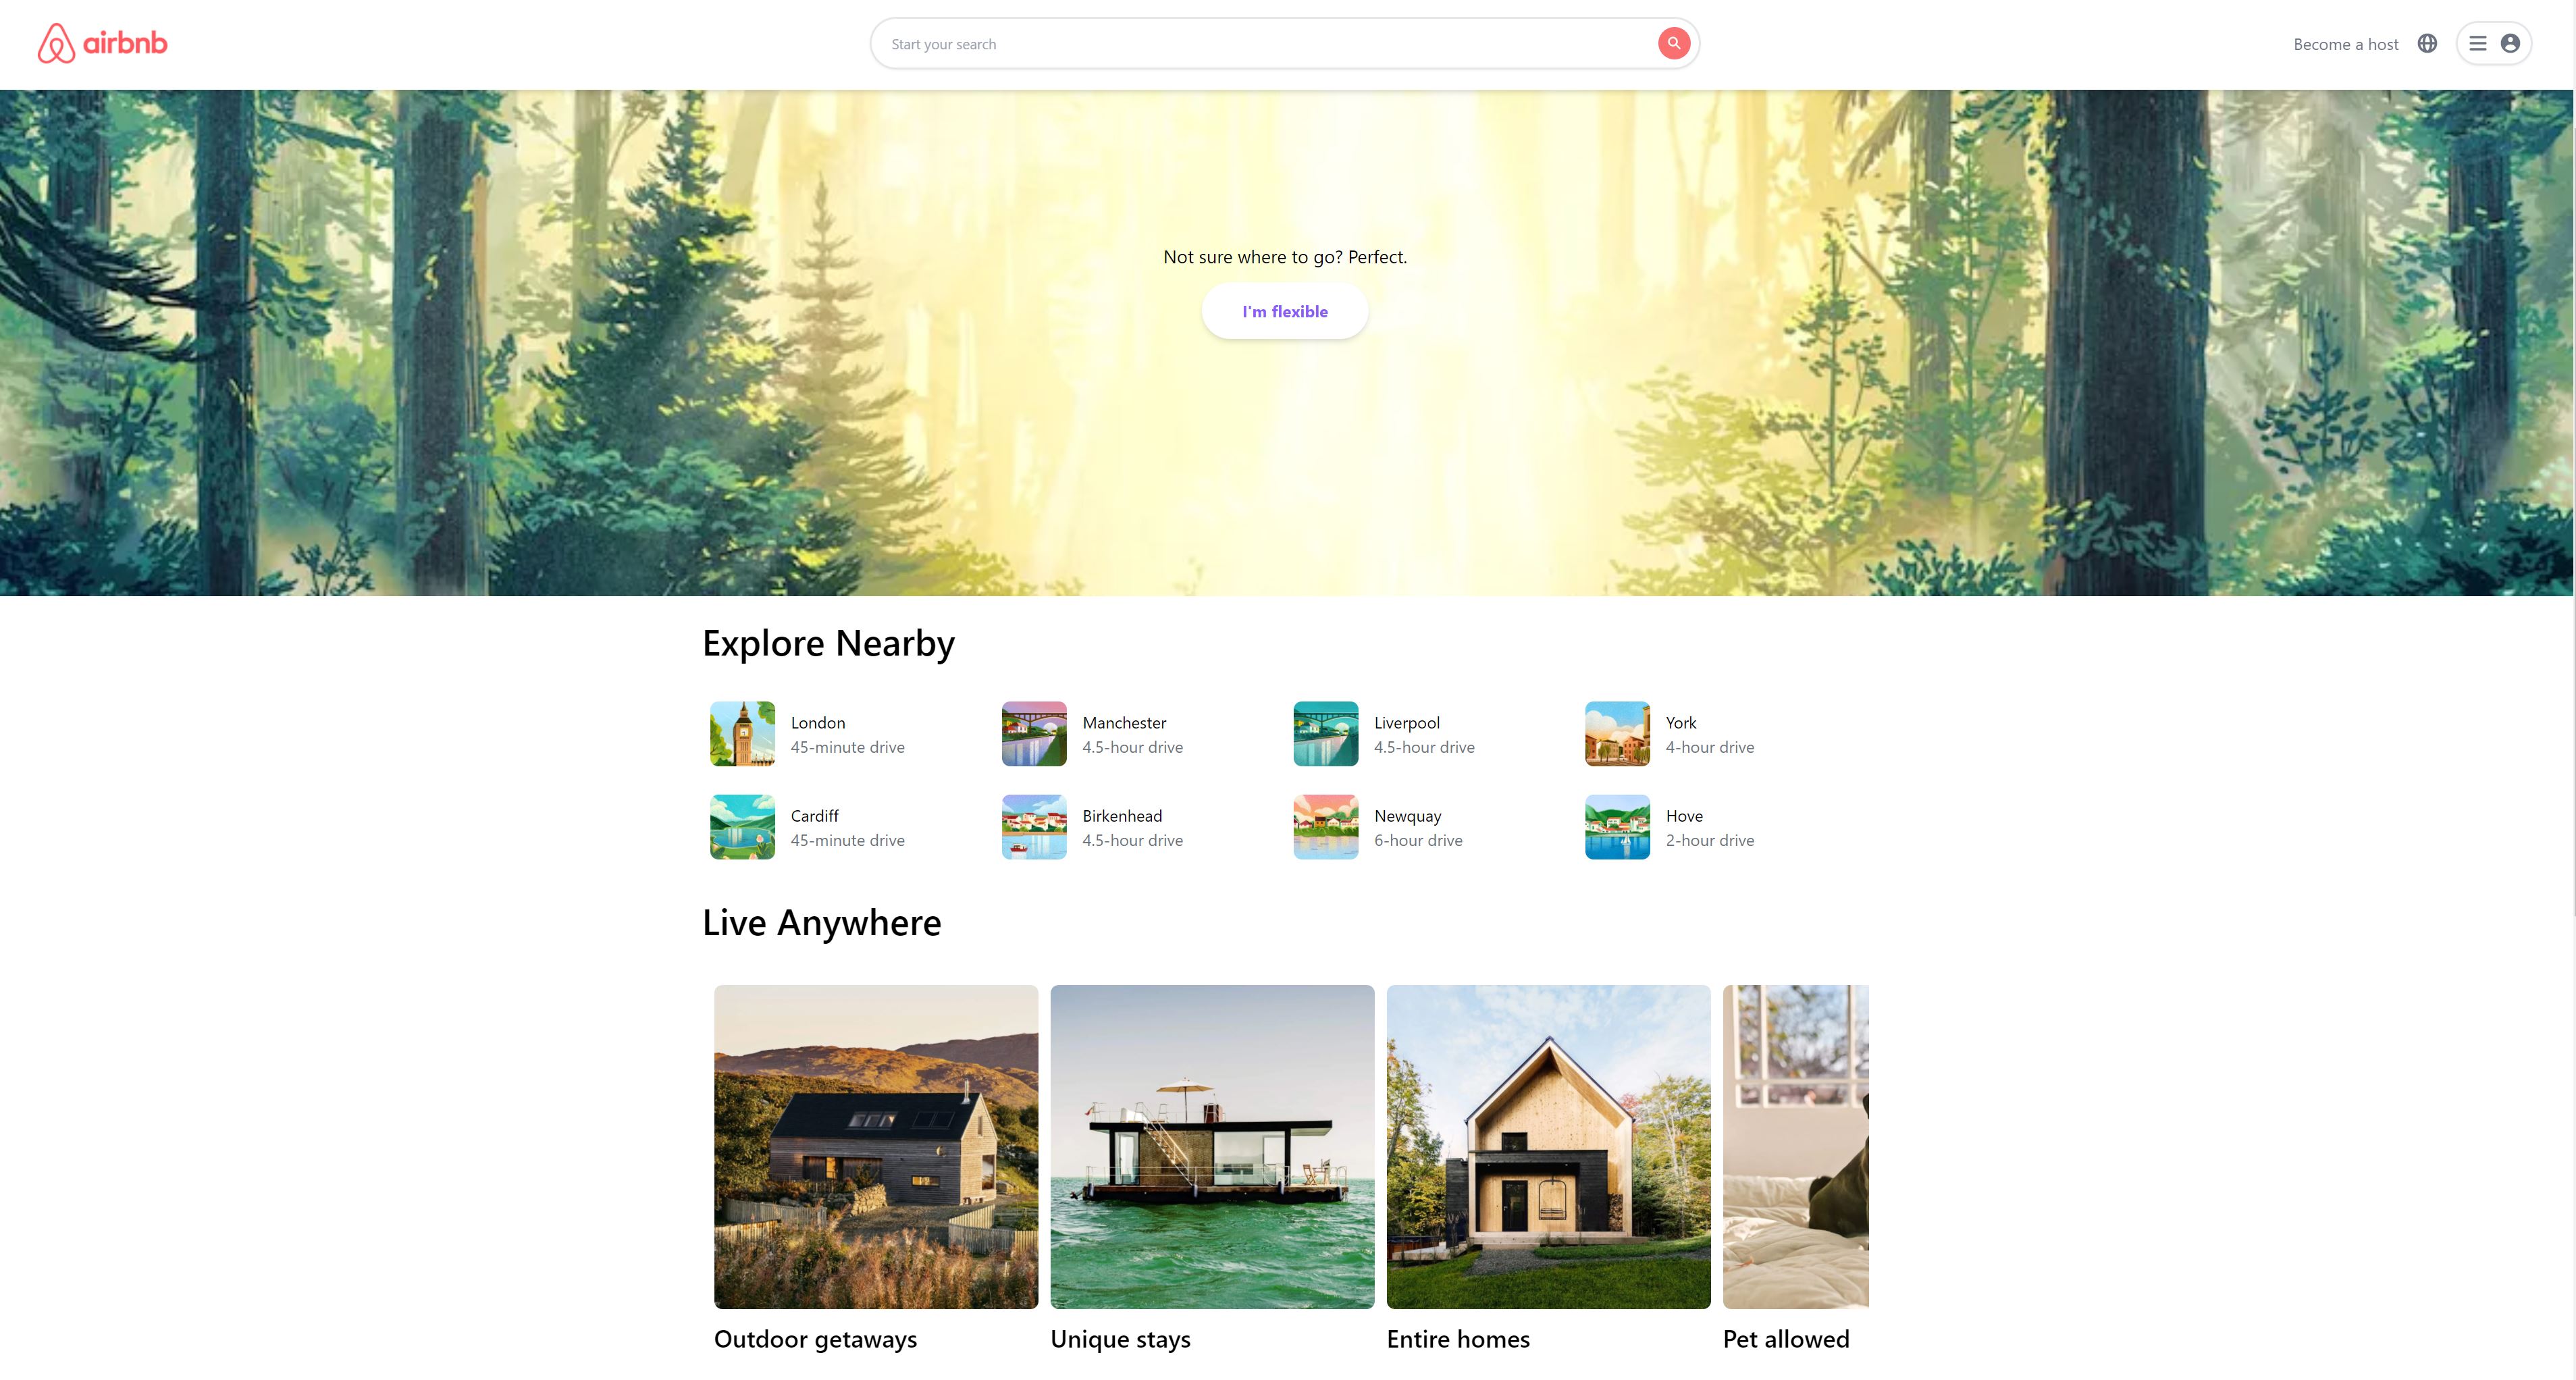 airbnb
Start your search
Become a host
Not sure where to go? Perfect.
I'm flexible
Explore Nearby
London
45-minute drive
Manchester
4.5-hour drive
Liverpool
4.5-hour drive
York
4-hour drive
Cardiff
45-minute drive
Birkenhead
4.5-hour drive
Newquay
6-hour drive
Hove
2-hour drive
Live Anywhere
Outdoor getaways
Unique stays
Entire homes
Pet allowed